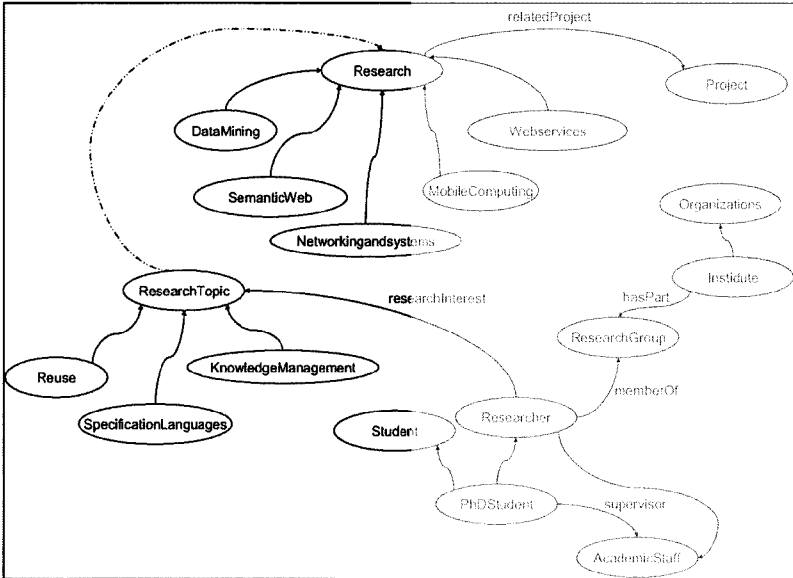 relatedProject
Research
Project
DataMining
Webservices
SemanticWeb
MobileComputing
Organizations
Networkingandsystems
Instidute
ResearchTopic
researchInterest
hasPart
ResearchGroup
KnowledgeManagement
Reuse
memberOf
Researcher
SpecificationLanguages
Student
PhDStudent
supervisor
AcademicStaff